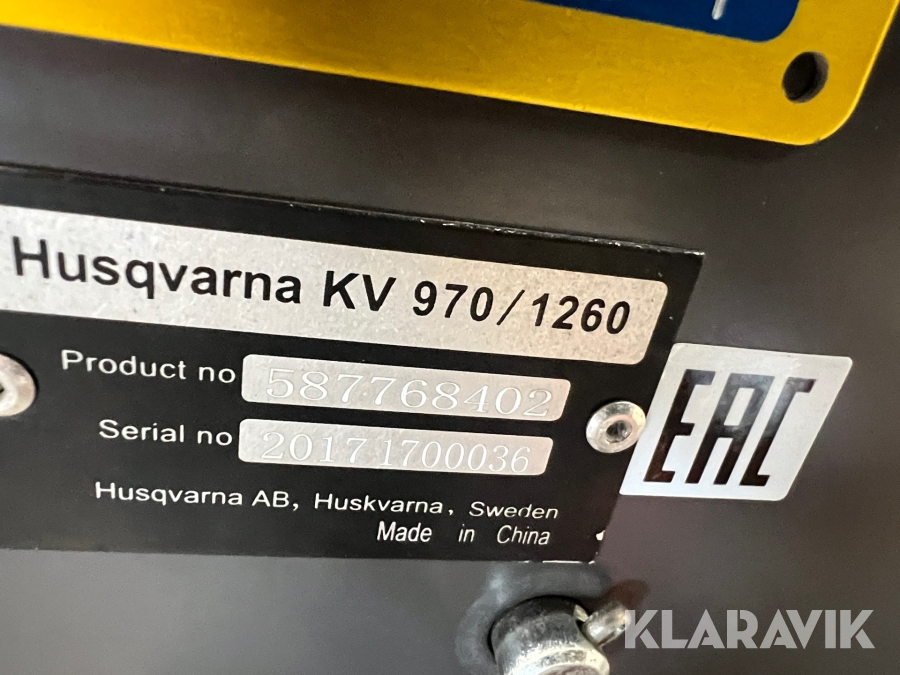 Husqvarna KV 970/1260
Product no 587768402
Serial no 20171700036
EAC
Husqvarna AB, Huskvarna, Sweden
Made in China
KLARAVIK